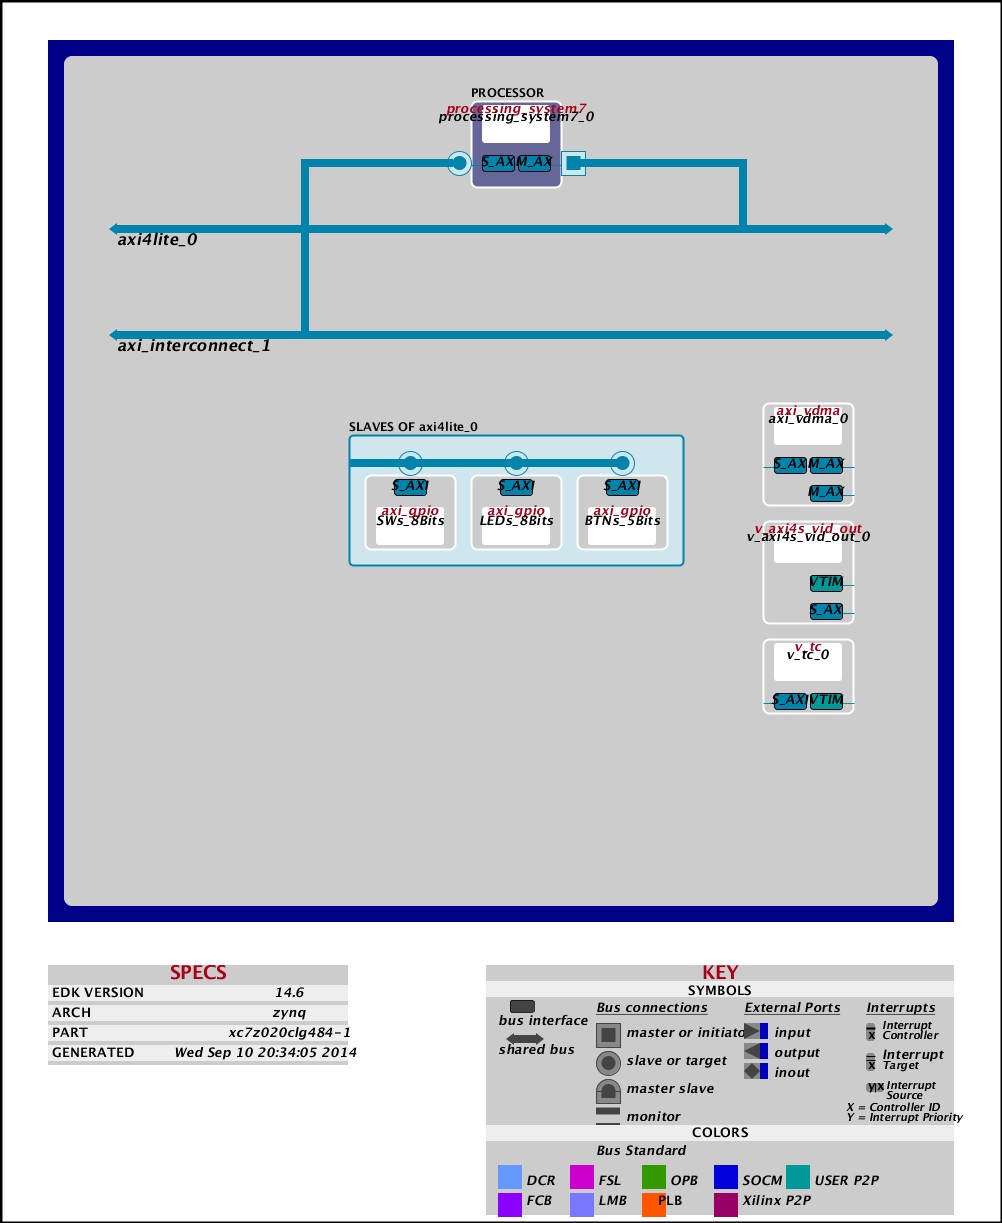 PROCESSOR
processing_system7
processing_system7_0
S_AXI M_AX
axi4lite_0
axi_interconnect_1
axi_vdma
axi_vdma_0
S_AXI M_AX
M_AX
SLAVES OF axi4lite_0
S_AXI S_AXI S_AXI
axi_gpio axi_gpio axi_gpio
SWs_8Bits LEDs_8Bits BTNs_5Bits
v_axi4s_vid_out
v_axi4s_vid_out_0
VTIM
S_AX
v_tc
v_tc_0
S_AXI VTIM
SPECS
EDK VERSION 14.6
ARCH zynq
PART xc7z020clg484-1
GENERATED Wed Sep 10 20:34:05 2014
KEY
SYMBOLS
bus interface
shared bus
Bus connections
master or initiato
slave or target
master slave
monitor
External Ports
input
output
inout
Interrupts
x Interrupt
Controller
x Interrupt
Target
y x Interrupt
Source
X = Controller ID
Y = Interrupt Priority
COLORS
Bus Standard
DCR FSL OPB SOCM USER P2P
FCB LMB PLB Xilinx P2P